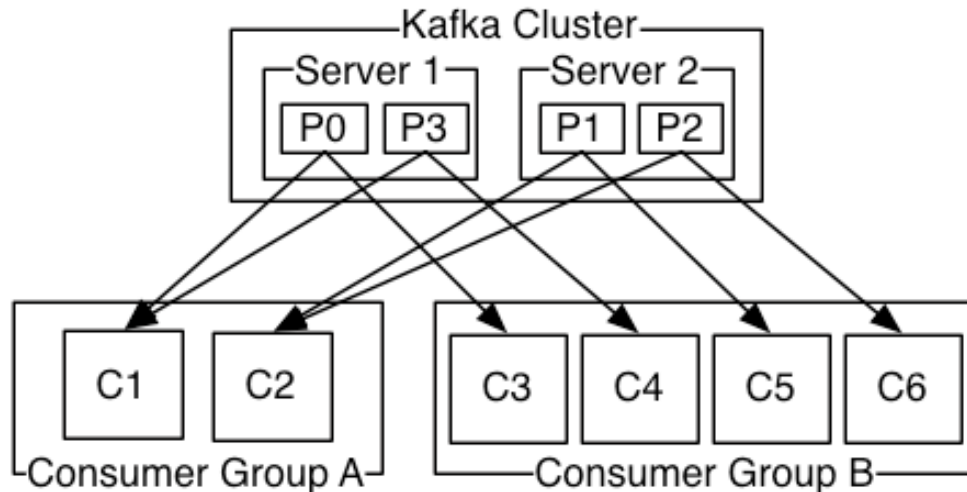 Kafka Cluster
Server 1
Server 2
P0
P3
P1
P2
C1
C2
C3
C4
C5
C6
Consumer Group A
Consumer Group B